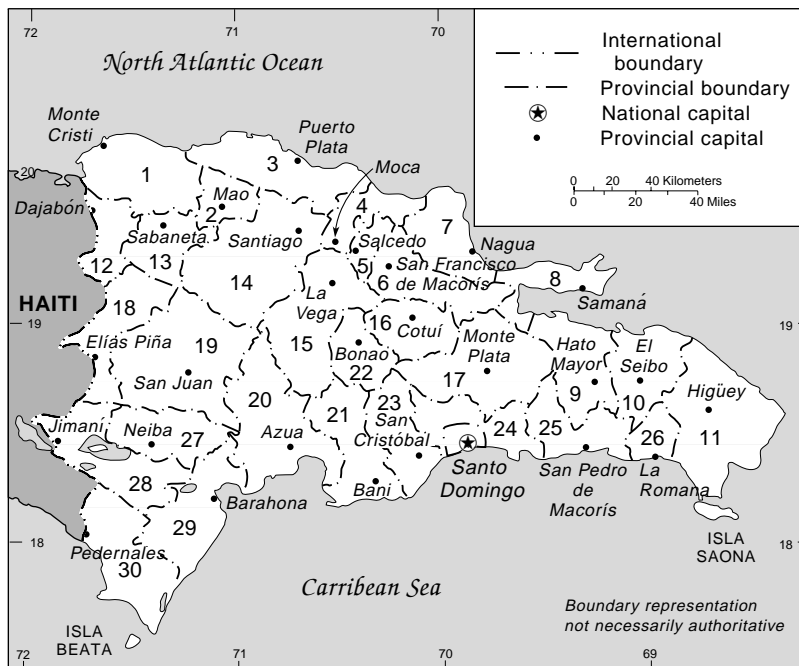 72
71
70
North Atlantic Ocean
International
boundary
Provincial boundary
National capital
Provincial capital
0 20 40 Kilometers
0 20 40 Miles
Monte
Cristi
Puerto
Plata
Moca
20
1
3
Mao
2
4
7
Dajabón
Sabaneta
Santiago
Salcedo
Nagua
12
13
5
San Francisco
de Macorís
6
14
8
Samaná
HAITI
18
La
Vega
16
Cotuí
19
19
Elías Piña
19
15
Bonao
Monte
Plata
Hato
Mayor
El
Seibo
San Juan
22
17
9
10
Higüey
20
21
23
San
Cristóbal
Jimaní
Neiba
27
Azua
24
25
26
11
Santo
Domingo
San Pedro
de
Macorís
La
Romana
28
Bani
Barahona
29
18
18
Pedernales
30
ISLA
SAONA
Carribean Sea
ISLA
BEATA
Boundary representation
not necessarily authoritative
72
71
70
69